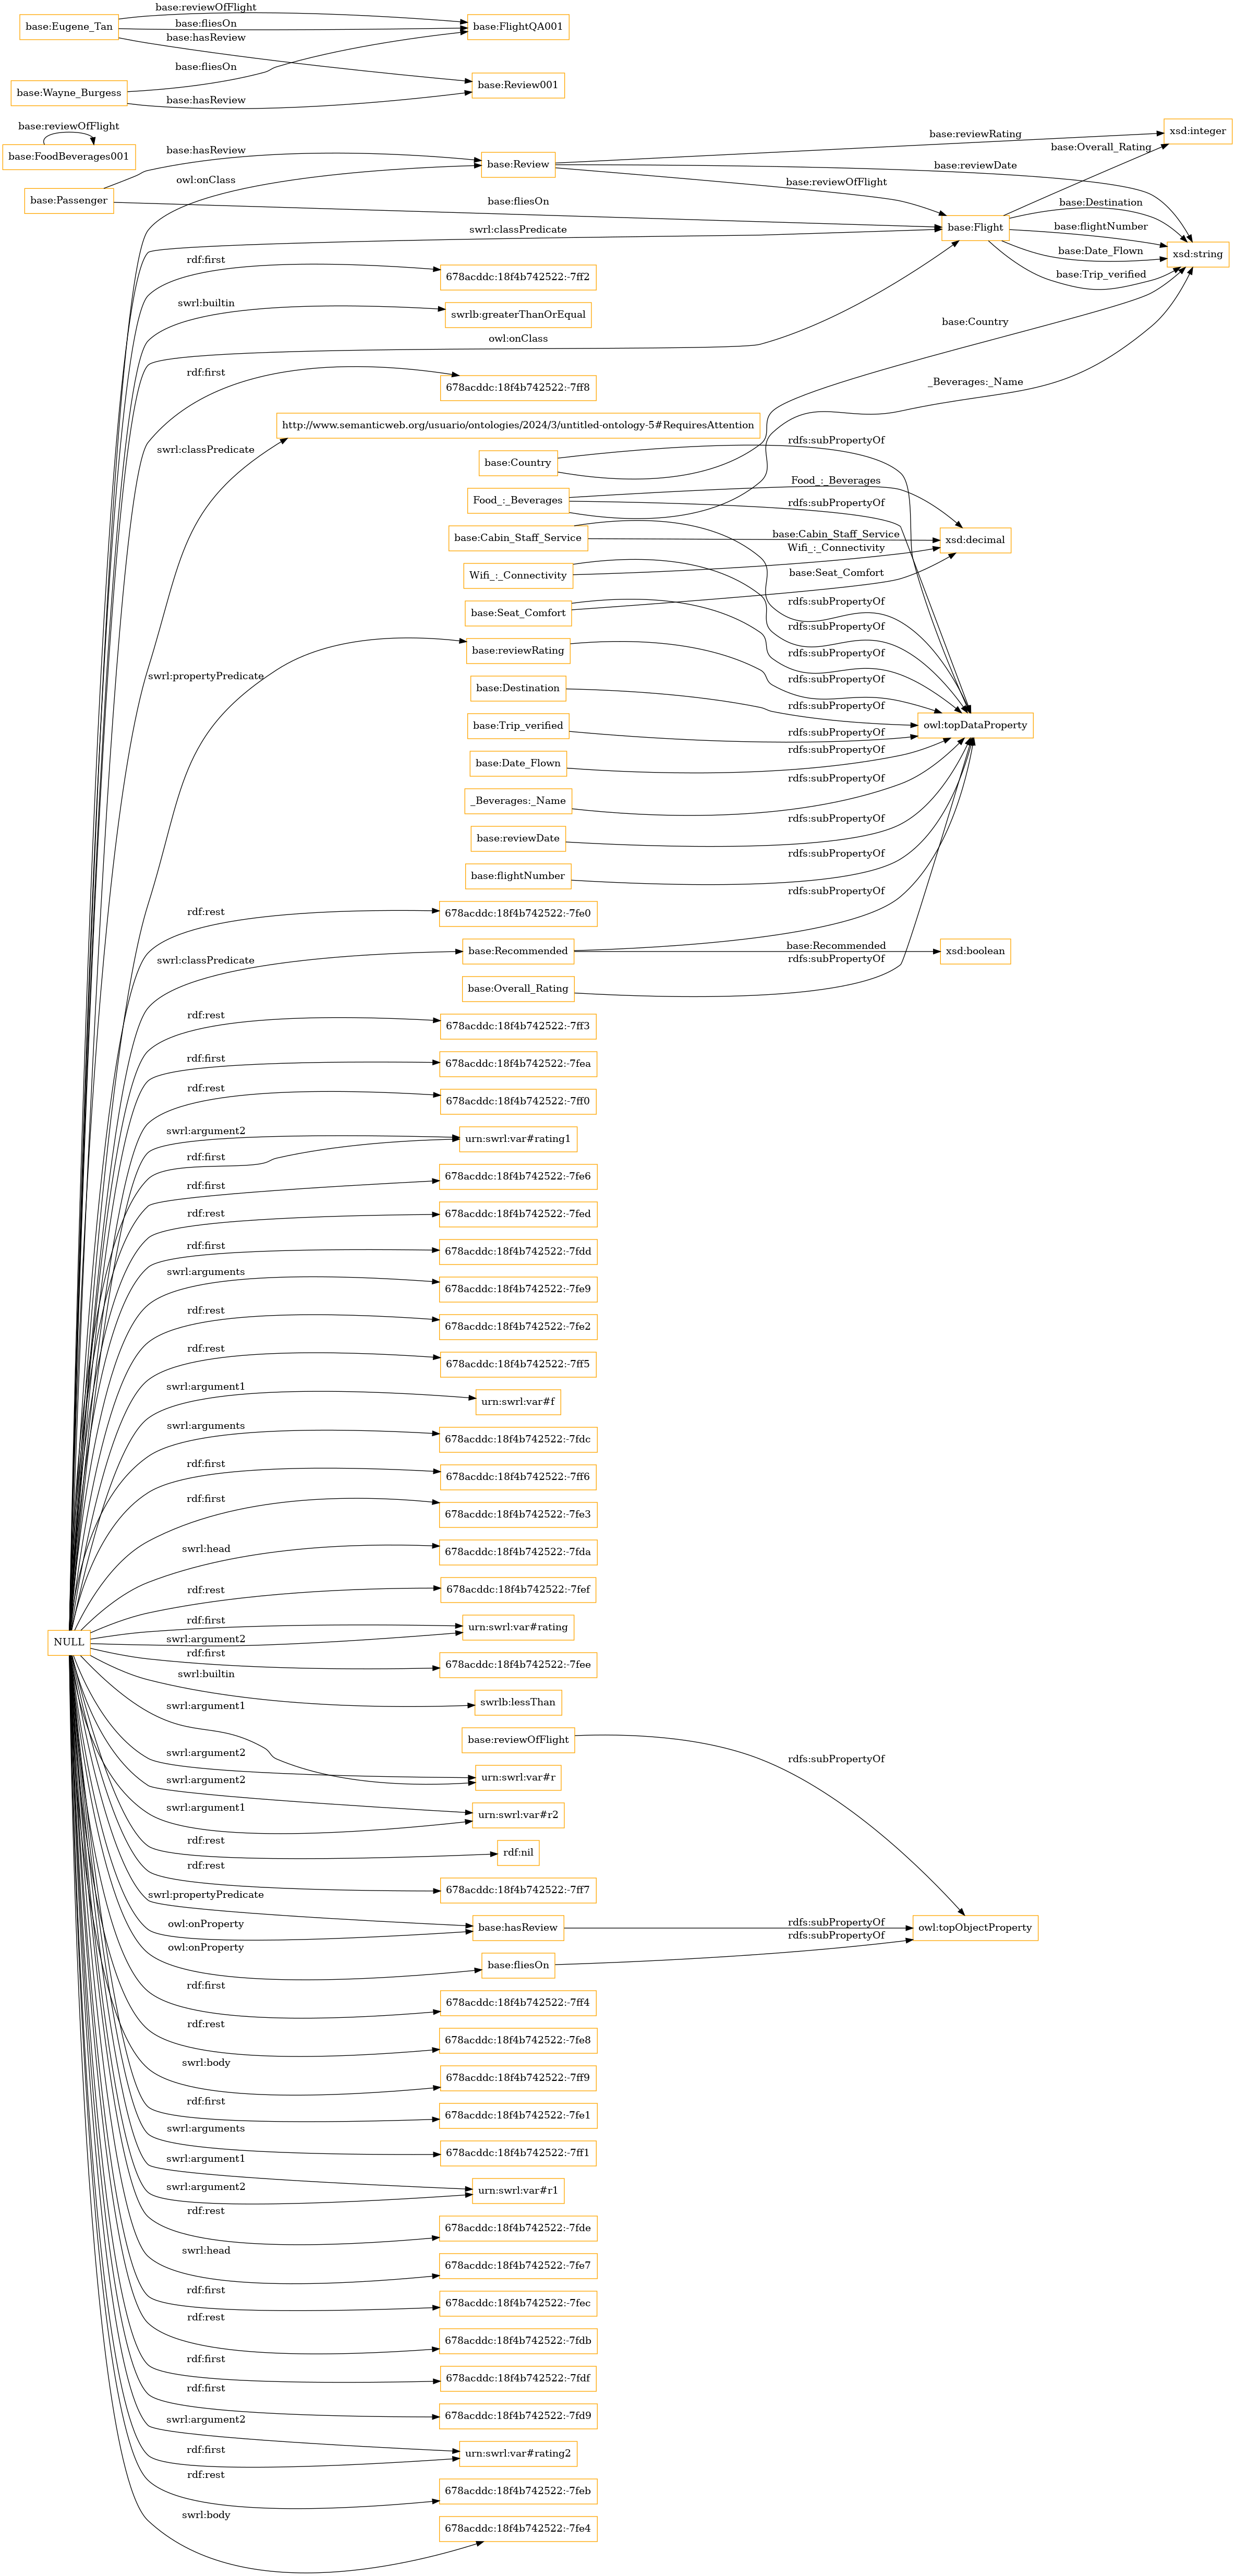 base:reviewOfFlight
base:Eugene_Tan
base:fliesOn
base:FlightQA001
base:hasReview
base:fliesOn
base:Review001
base:Wayne_Burgess
base:hasReview
base:reviewOfFlight
base:FoodBeverages001
base:hasReview
base:Review
base:reviewRating
xsd:integer
base:Overall_Rating
base:reviewDate
owl:onClass
base:reviewOfFlight
base:Passenger
base:fliesOn
base:Destination
swrl:classPredicate
base:Flight
base:flightNumber
base:Date_Flown
xsd:string
rdf:first
678acddc:18f4b742522:-7ff2
base:Trip_verified
swrl:builtin
swrlb:greaterThanOrEqual
base:Country
owl:onClass
rdf:first
678acddc:18f4b742522:-7ff8
_Beverages:_Name
http://www.semanticweb.org/usuario/ontologies/2024/3/untitled-ontology-5#RequiresAttention
swrl:classPredicate
rdfs:subPropertyOf
base:Country
Food_:_Beverages
Food_:_Beverages
rdfs:subPropertyOf
base:Cabin_Staff_Service
base:Cabin_Staff_Service
xsd:decimal
Wifi_:_Connectivity
Wifi_:_Connectivity
base:Seat_Comfort
base:Seat_Comfort
rdfs:subPropertyOf
rdfs:subPropertyOf
base:reviewRating
rdfs:subPropertyOf
swrl:propertyPredicate
rdfs:subPropertyOf
base:Destination
rdfs:subPropertyOf
base:Trip_verified
owl:topDataProperty
rdfs:subPropertyOf
rdfs:subPropertyOf
base:Date_Flown
rdfs:subPropertyOf
_Beverages:_Name
rdfs:subPropertyOf
base:reviewDate
rdfs:subPropertyOf
base:flightNumber
rdfs:subPropertyOf
rdf:rest
678acddc:18f4b742522:-7fe0
base:Recommended
base:Recommended
xsd:boolean
swrl:classPredicate
rdfs:subPropertyOf
base:Overall_Rating
rdf:rest
678acddc:18f4b742522:-7ff3
rdf:first
678acddc:18f4b742522:-7fea
rdf:rest
678acddc:18f4b742522:-7ff0
swrl:argument2
urn:swrl:var#rating1
rdf:first
rdf:first
678acddc:18f4b742522:-7fe6
rdf:rest
678acddc:18f4b742522:-7fed
rdf:first
678acddc:18f4b742522:-7fdd
swrl:arguments
678acddc:18f4b742522:-7fe9
rdf:rest
678acddc:18f4b742522:-7fe2
rdf:rest
678acddc:18f4b742522:-7ff5
swrl:argument1
urn:swrl:var#f
swrl:arguments
678acddc:18f4b742522:-7fdc
rdf:first
678acddc:18f4b742522:-7ff6
rdf:first
678acddc:18f4b742522:-7fe3
swrl:head
678acddc:18f4b742522:-7fda
rdf:rest
678acddc:18f4b742522:-7fef
rdf:first
urn:swrl:var#rating
NULL
swrl:argument2
rdf:first
678acddc:18f4b742522:-7fee
swrl:builtin
swrlb:lessThan
swrl:argument1
base:reviewOfFlight
rdfs:subPropertyOf
swrl:argument2
urn:swrl:var#r
swrl:argument2
swrl:argument1
urn:swrl:var#r2
rdf:rest
rdf:nil
rdf:rest
678acddc:18f4b742522:-7ff7
swrl:propertyPredicate
base:hasReview
rdfs:subPropertyOf
owl:topObjectProperty
owl:onProperty
rdfs:subPropertyOf
owl:onProperty
base:fliesOn
rdf:first
678acddc:18f4b742522:-7ff4
rdf:rest
678acddc:18f4b742522:-7fe8
swrl:body
678acddc:18f4b742522:-7ff9
rdf:first
678acddc:18f4b742522:-7fe1
swrl:arguments
678acddc:18f4b742522:-7ff1
swrl:argument1
swrl:argument2
urn:swrl:var#r1
rdf:rest
678acddc:18f4b742522:-7fde
swrl:head
678acddc:18f4b742522:-7fe7
rdf:first
678acddc:18f4b742522:-7fec
rdf:rest
678acddc:18f4b742522:-7fdb
rdf:first
678acddc:18f4b742522:-7fdf
rdf:first
678acddc:18f4b742522:-7fd9
swrl:argument2
urn:swrl:var#rating2
rdf:first
rdf:rest
678acddc:18f4b742522:-7feb
swrl:body
678acddc:18f4b742522:-7fe4